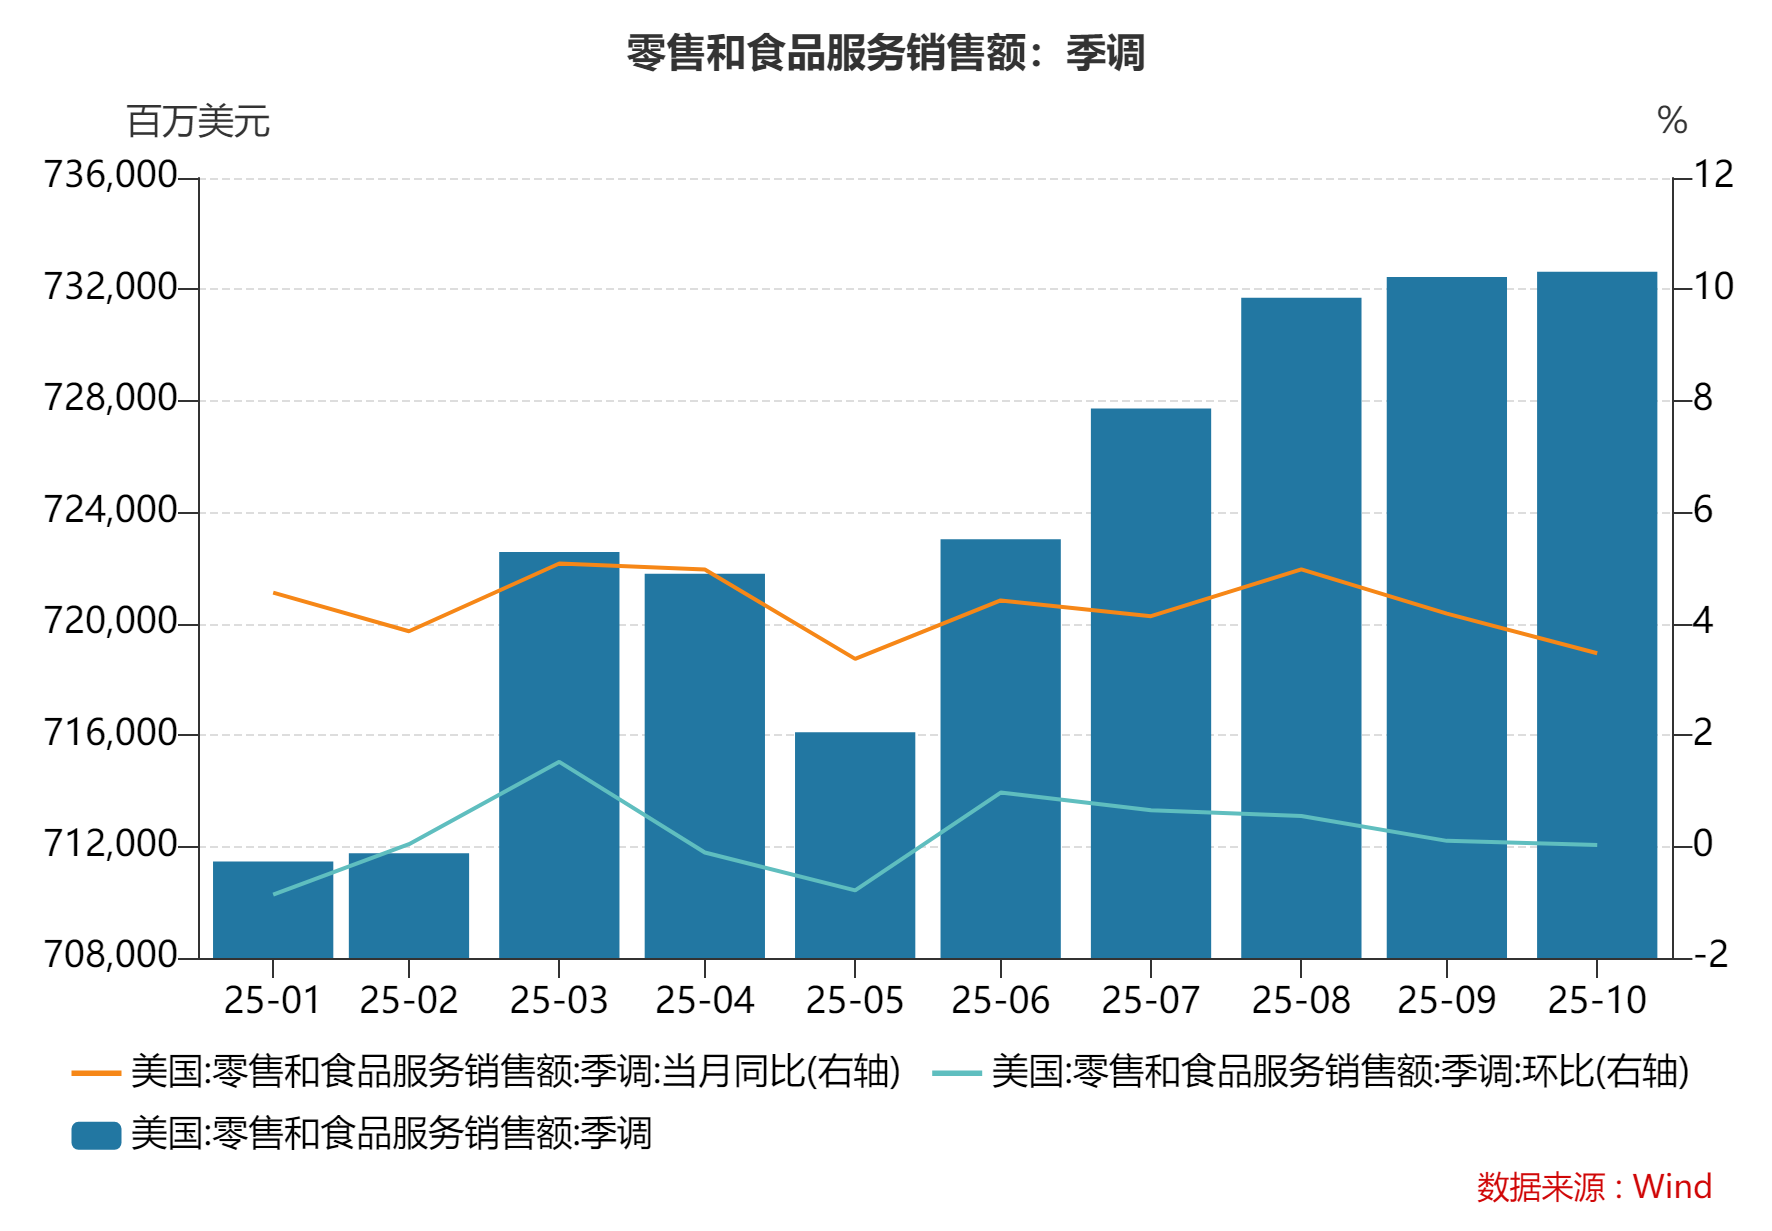 零售和食品服务销售额：季调
百万美元 %
736,000 12
732,000 10
728,000 8
724,000 6
720,000 4
716,000 2
712,000 0
708,000 -2
25-01 25-02 25-03 25-04 25-05 25-06 25-07 25-08 25-09 25-10
美国:零售和食品服务销售额:季调:当月同比(右轴) 美国:零售和食品服务销售额:季调:环比(右轴)
美国:零售和食品服务销售额:季调
数据来源：Wind